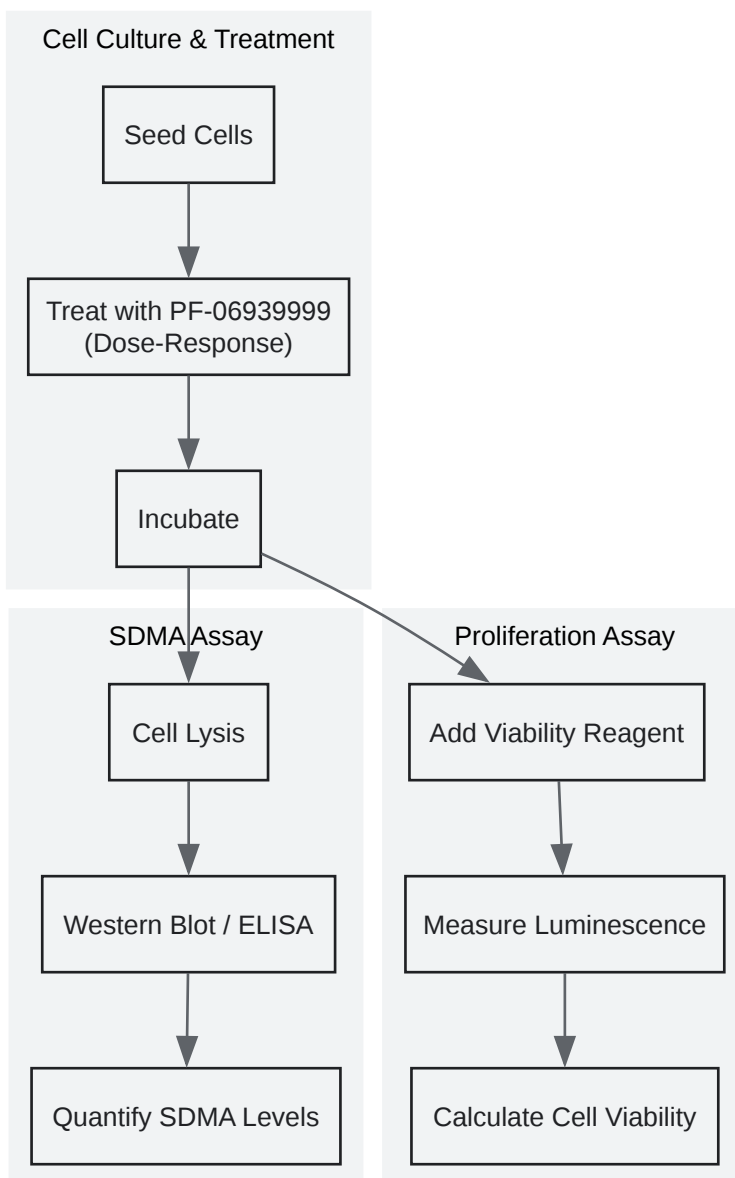 Cell Culture & Treatment
Seed Cells
Treat with PF-06939999
(Dose-Response)
Incubate
SDMA Assay
Cell Lysis
Western Blot / ELISA
Quantify SDMA Levels
Proliferation Assay
Add Viability Reagent
Measure Luminescence
Calculate Cell Viability